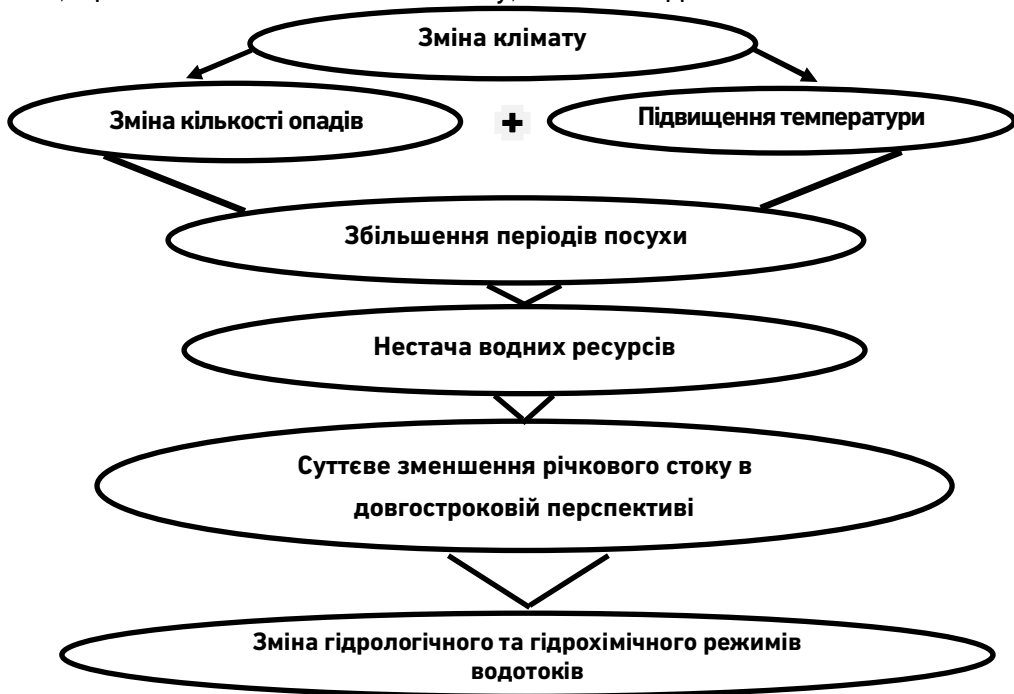 Зміна клімату
Зміна кількості опадів
+
Підвищення температури
Збільшення періодів посухи
Нестача водних ресурсів
Суттєве зменшення річкового стоку в
довгостроковій перспективі
Зміна гідрологічного та гідрохімічного режимів
водотоків